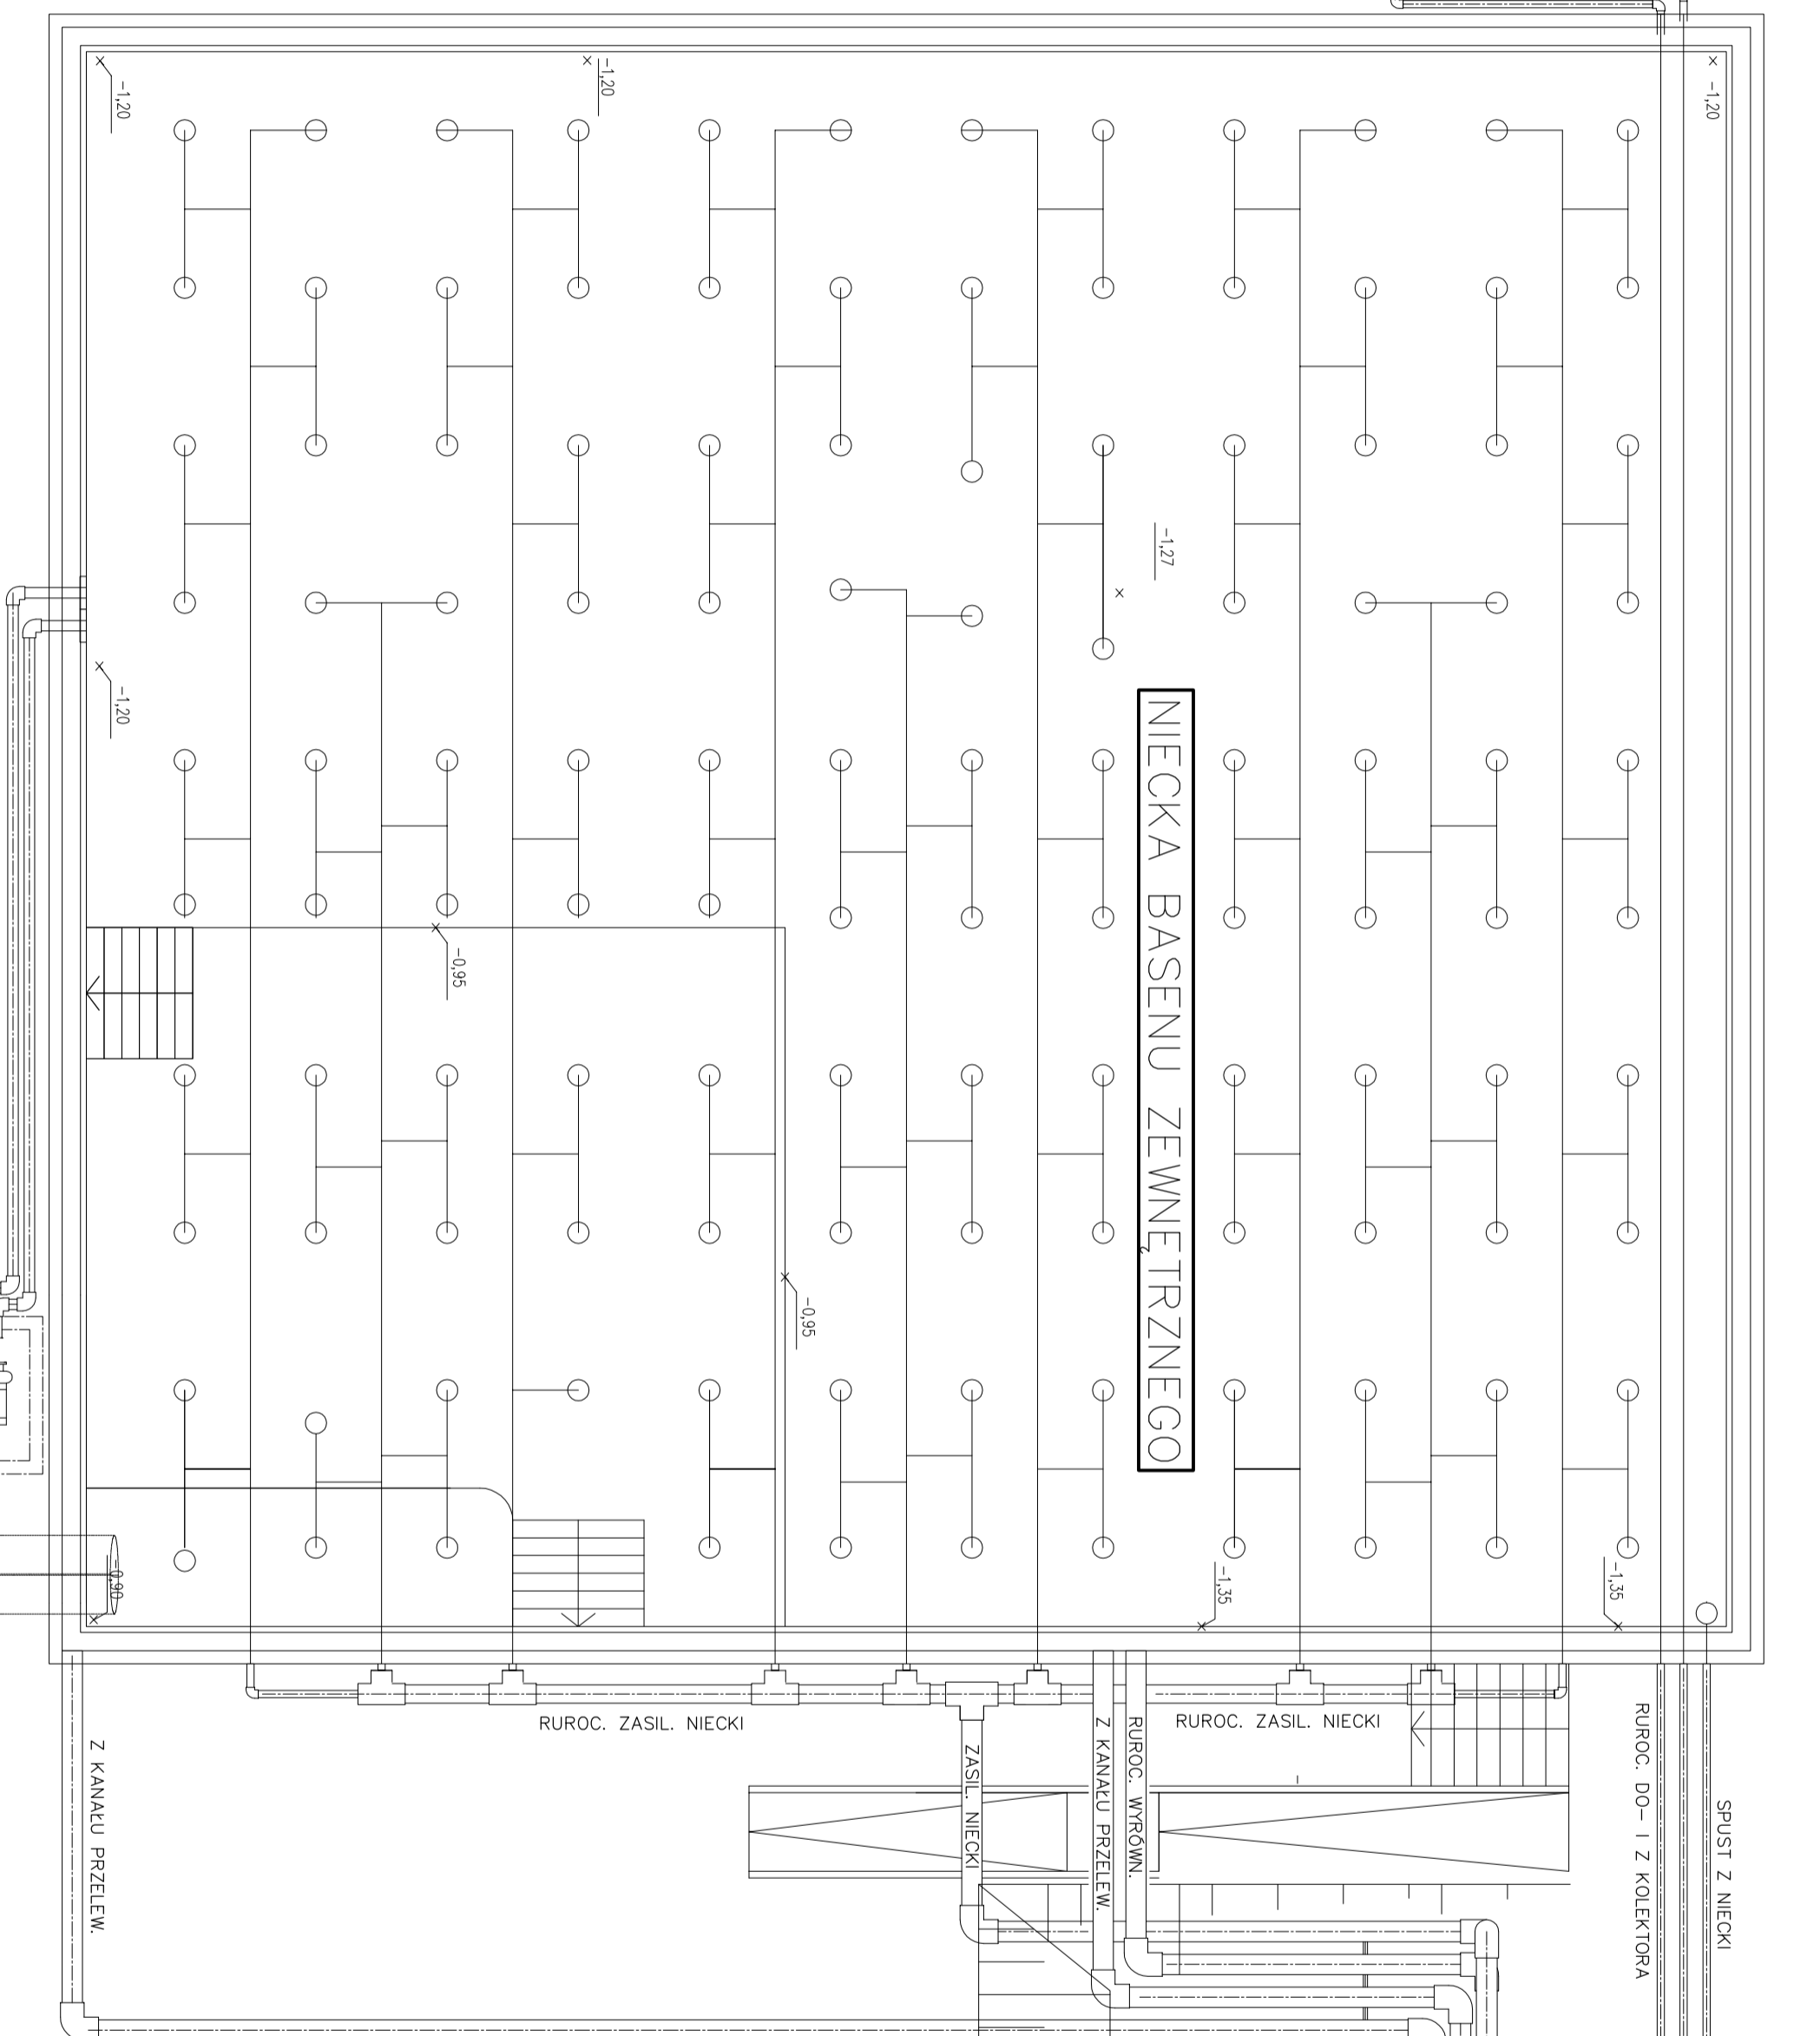 -1,20
-1,20
-1,20
-1,27
-1,20
NIECKA BASENU ZEWNĘTRZNEGO
-0,95
-0,95
-0,90
-1,35
-1,35
RUROC. ZASIL. NIECKI
RUROC. ZASIL. NIECKI
Z KANAŁU PRZELEW.
ZASIL. NIECKI
Z KANAŁU PRZELEW.
RUROC. WYRÓWN.
RUROC. DO- I Z KOLEKTORA
SPUST Z NIECKI